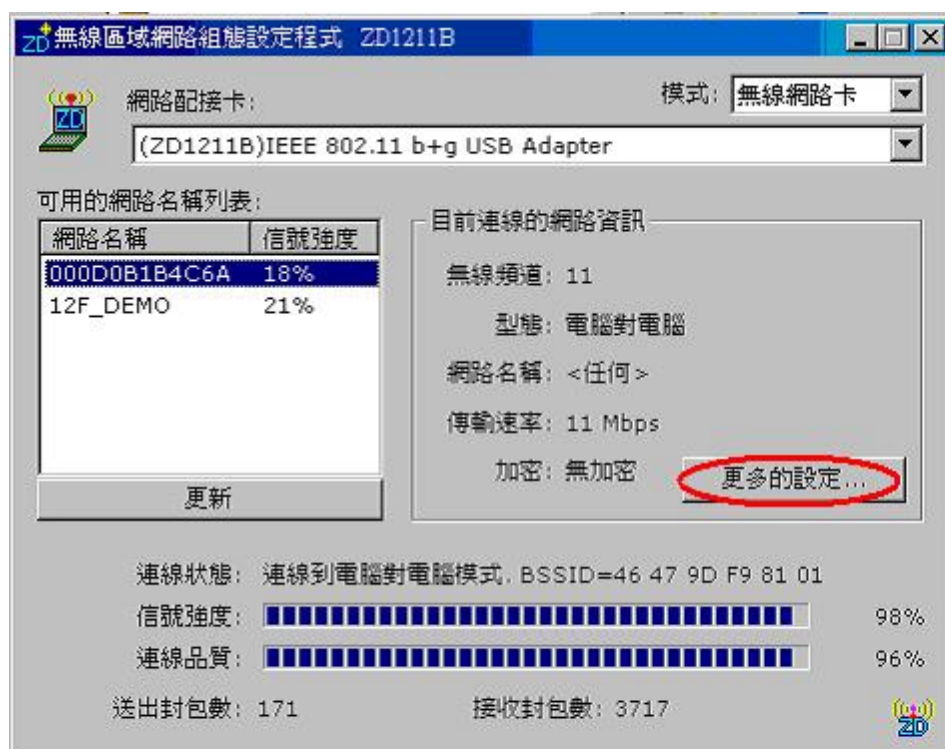 ZD 無線區域網路組態設定程式 ZD1211B
ZD 網路配接卡: 模式: 無線網路卡
(ZD1211B)IEEE 802.11 b+g USB Adapter
可用的網路名稱列表:
網路名稱 信號強度
000D0B1B4C6A 18%
12F_DEMO 21%
更新
目前連線的網路資訊
無線頻道: 11
型態: 電腦對電腦
網路名稱: <任何>
傳輸速率: 11 Mbps
加密: 無加密
更多的設定...
連線狀態: 連線到電腦對電腦模式. BSSID=46 47 9D F9 81 01
信號強度: 98%
連線品質: 96%
送出封包數: 171 接收封包數: 3717
ZD